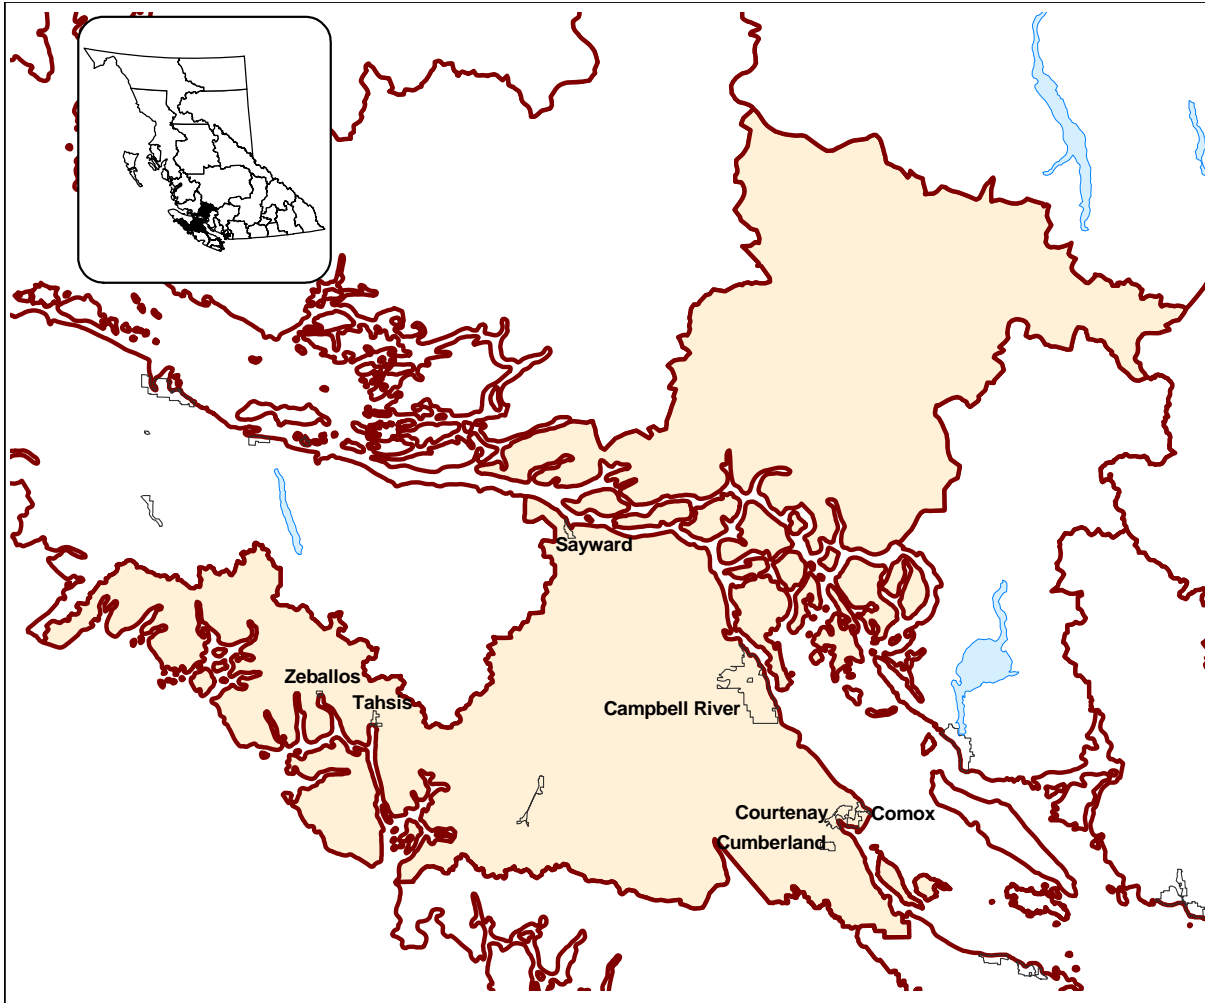 Sayward
Zeballos
Tahsis
Campbell River
Courtenay
Comox
Cumberland